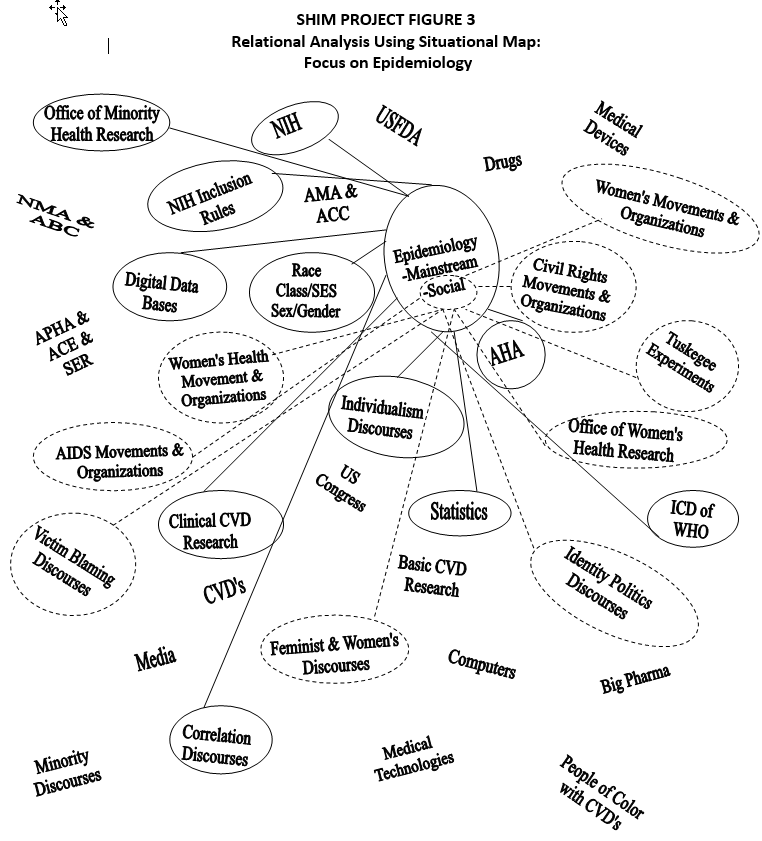 SHIM PROJECT FIGURE 3
Relational Analysis Using Situational Map:
Focus on Epidemiology
Office of Minority
Health Research
NIH
USFDA
Medical
Devices
Drugs
NIH Inclusion
Rules
AMA &
ACC
Women's Movements &
Organizations
NMA &
ABC
Epidemiology
-Mainstream
-Social
Digital Data
Bases
Race
Class/SES
Sex/Gender
Civil Rights
Movements &
Organizations
APHA &
ACE &
SER
Women's Health
Movement &
Organizations
AHA
Tuskegee
Experiments
Individualism
Discourses
Office of Women's
Health Research
AIDS Movements &
Organizations
US
Congress
Clinical CVD
Research
Statistics
ICD of
WHO
Victim Blaming
Discourses
CVD's
Basic CVD
Research
Identity Politics
Discourses
Media
Feminist & Women's
Discourses
Computers
Big Pharma
Correlation
Discourses
Minority
Discourses
Medical
Technologies
People of Color
with CVD's